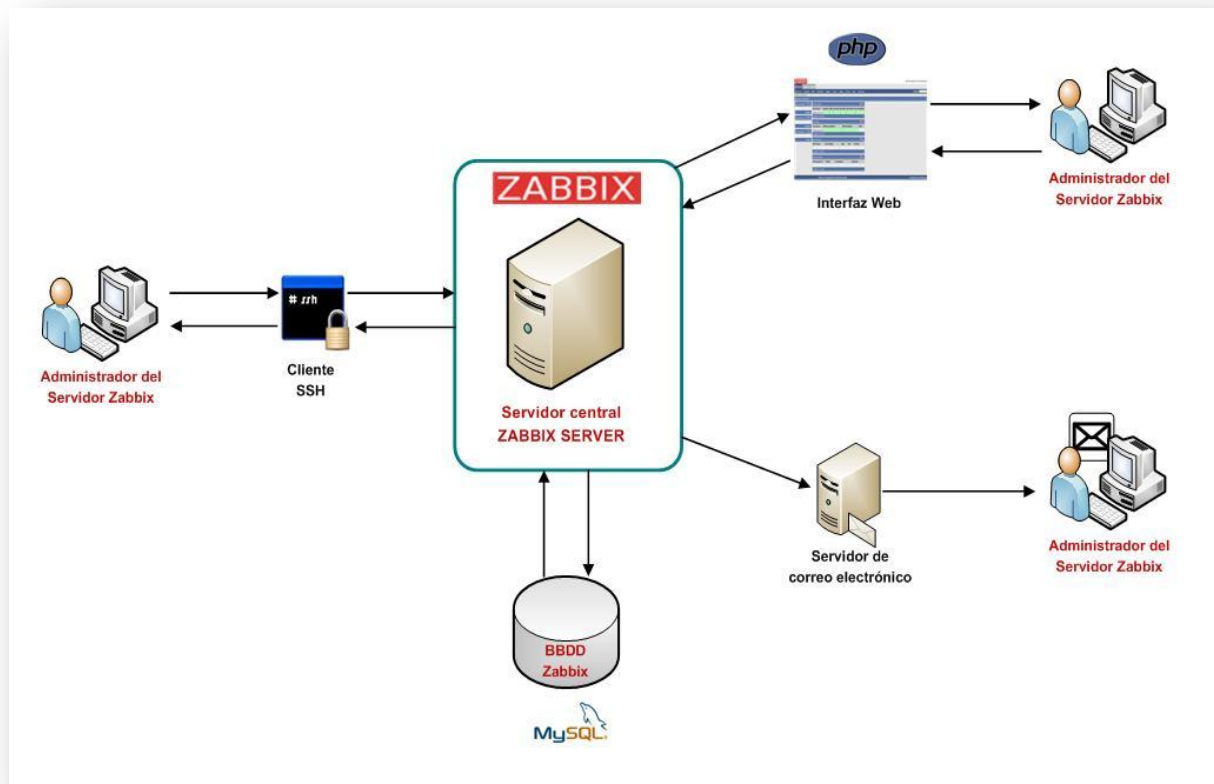 php
Interfaz Web
Administrador del
Servidor Zabbix
ZABBIX
Servidor central
ZABBIX SERVER
# ssh
Cliente
SSH
Administrador del
Servidor Zabbix
Servidor de
correo electrónico
Administrador del
Servidor Zabbix
BBDD
Zabbix
MySQL